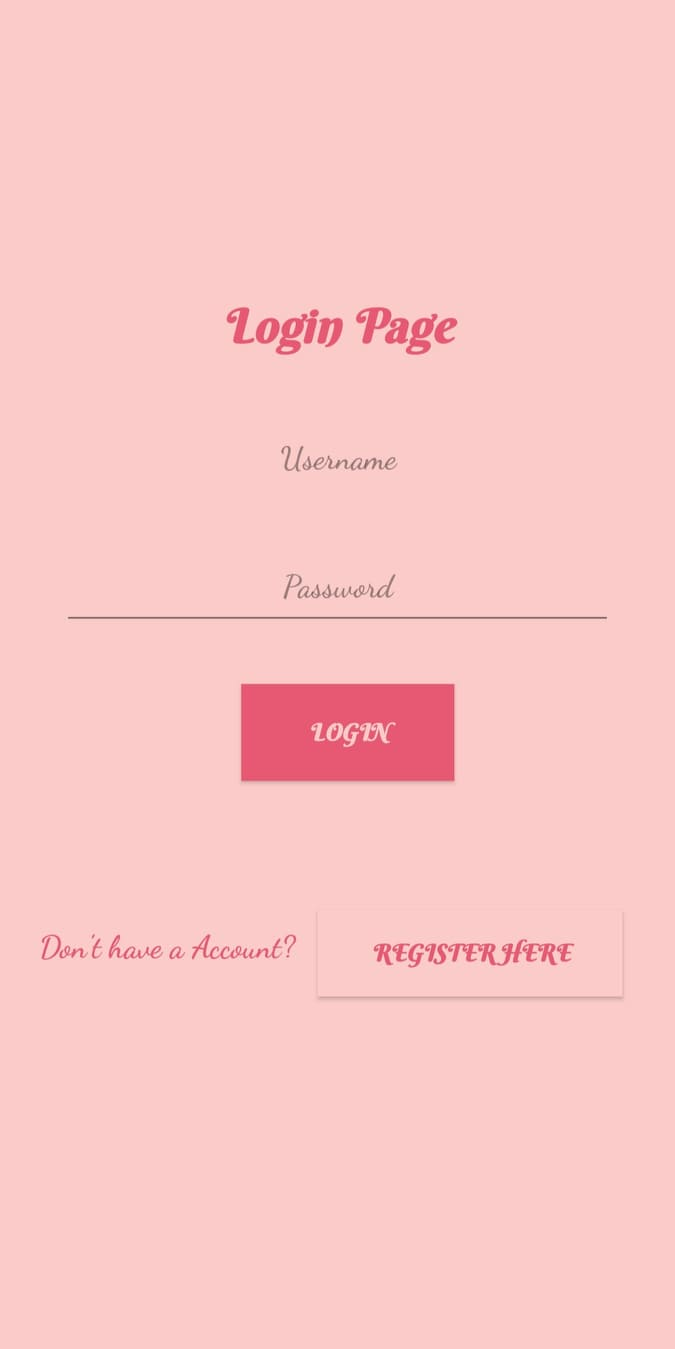 Login Page
Username
Password
LOGIN
Don't have a Account? REGISTER HERE